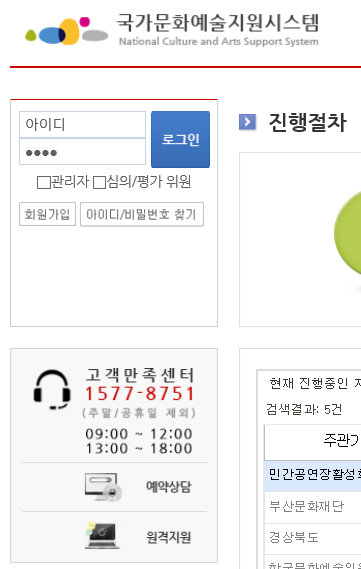 국가문화예술지원시스템
National Culture and Arts Support System
아이디
로그인
관리자 심의/평가 위원
회원가입 아이디/비밀번호 찾기
진행절차
고객만족센터
1577-8751
(주말/공휴일 제외)
09:00 ~ 12:00
13:00 ~ 18:00
예약상담
원격지원
현재 진행중인
검색결과: 5건
주관기
민간공연장활성화
부산문화재단
경상북도